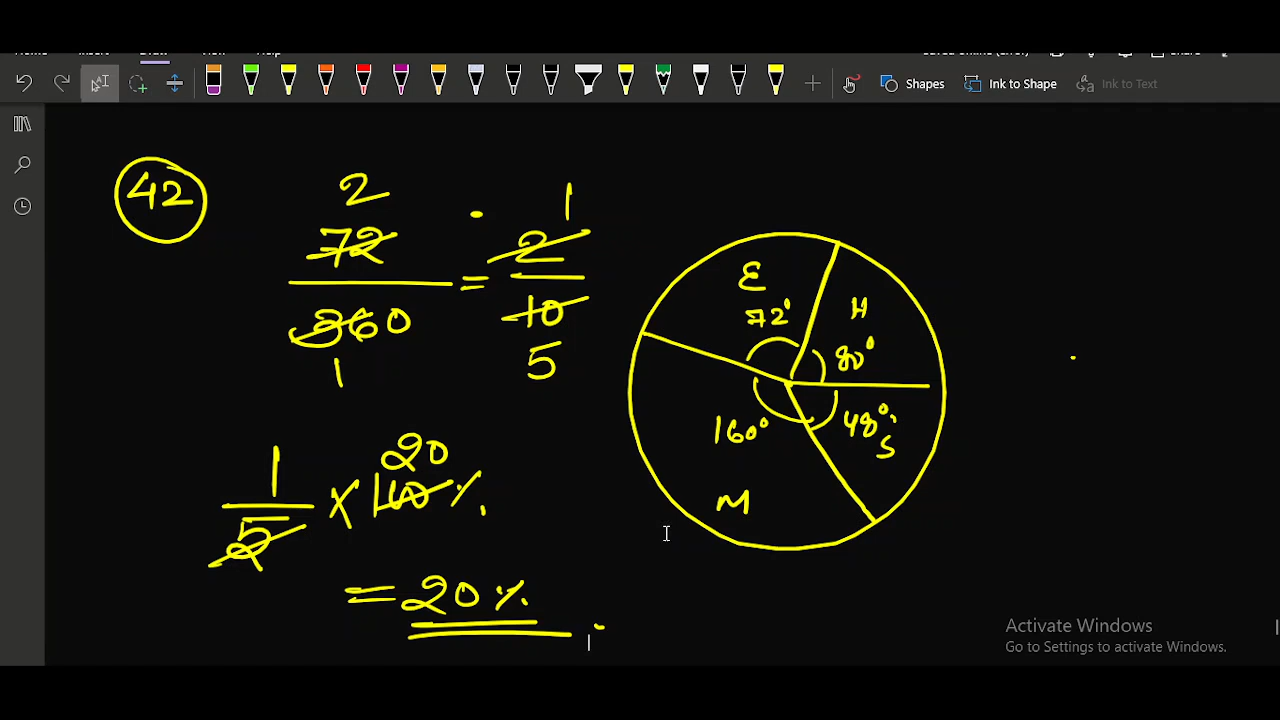 Shapes
Ink to Shape
Ink to Text
42
2
72
360
1
=
1
2
10
5
1
5
× 100 %
20
= 20 %
E
72°
H
80°
48°
S
160°
M
Activate Windows
Go to Settings to activate Windows.